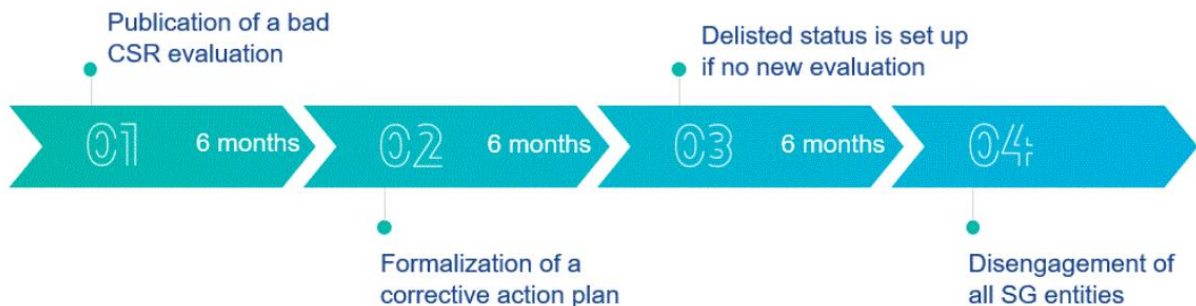 Publication of a bad
CSR evaluation
Delisted status is set up
if no new evaluation
01 6 months 02 6 months 03 6 months 04
Formalization of a
corrective action plan
Disengagement of
all SG entities